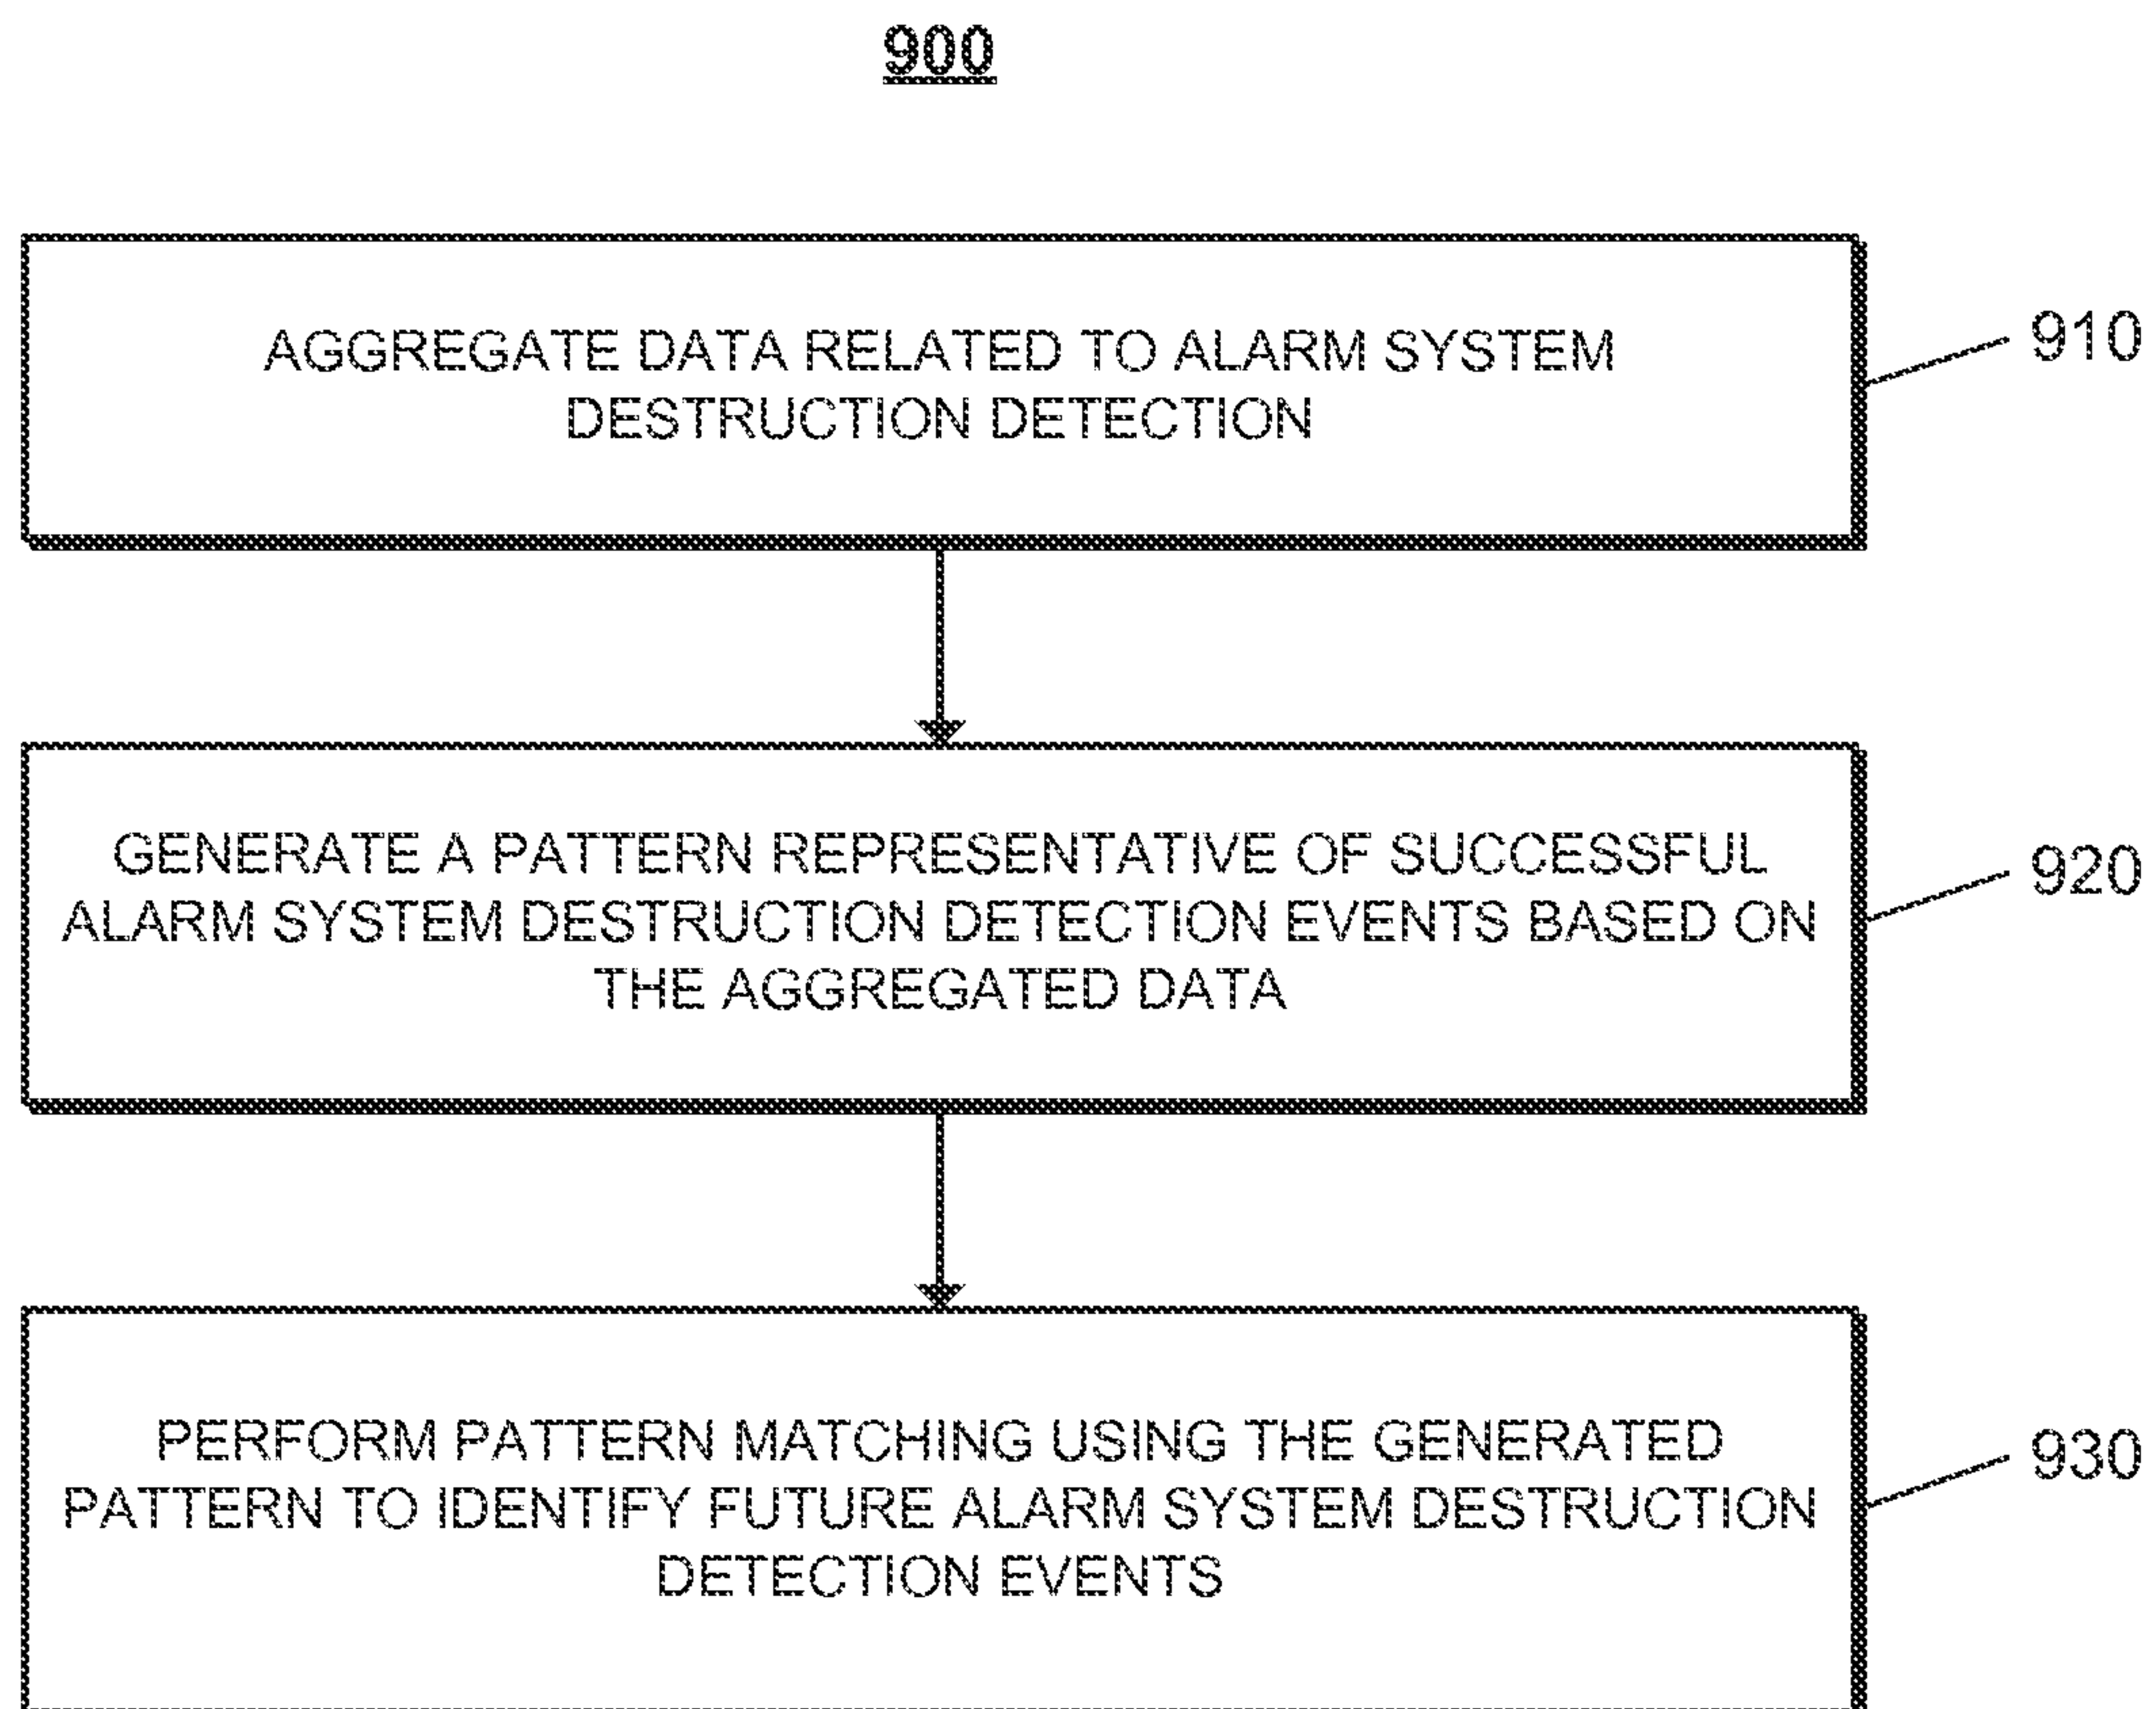 900
AGGREGATE DATA RELATED TO ALARM SYSTEM
DESTRUCTION DETECTION
910
GENERATE A PATTERN REPRESENTATIVE OF SUCCESSFUL
ALARM SYSTEM DESTRUCTION DETECTION EVENTS BASED ON
THE AGGREGATED DATA
920
PERFORM PATTERN MATCHING USING THE GENERATED
PATTERN TO IDENTIFY FUTURE ALARM SYSTEM DESTRUCTION
DETECTION EVENTS
930